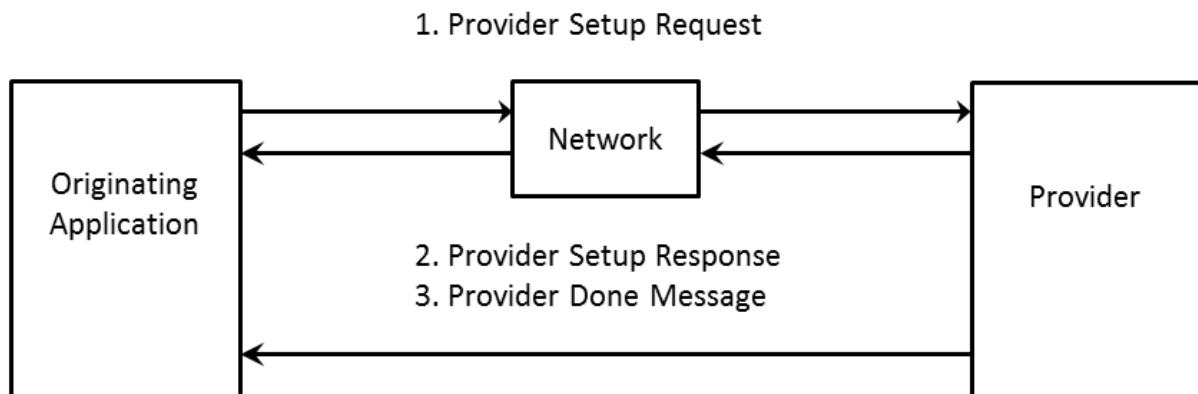 1. Provider Setup Request
Network
Originating
Application
Provider
2. Provider Setup Response
3. Provider Done Message